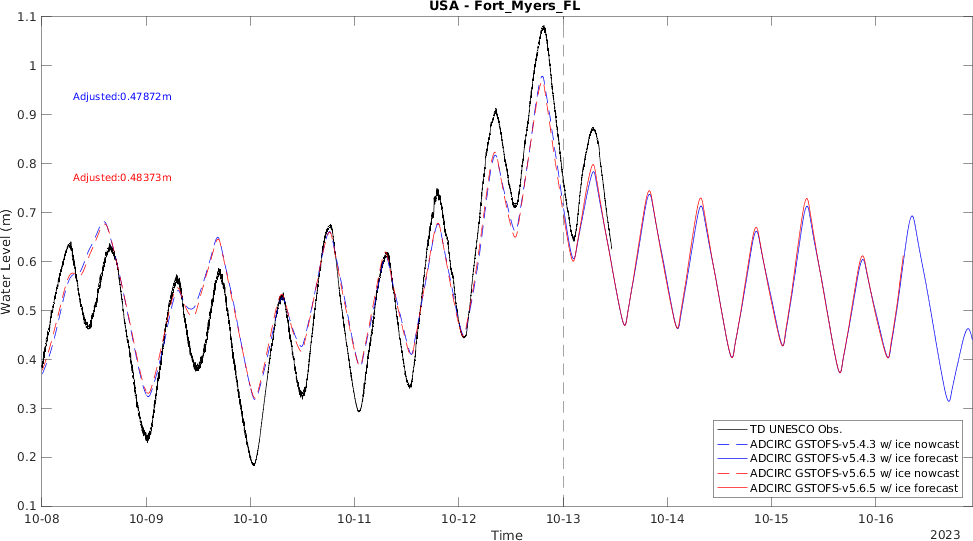 USA - Fort_Myers_FL
1.1
1
0.9
0.8
0.7
0.6
0.5
0.4
0.3
0.2
0.1
Water Level (m)
Adjusted:0.47872m
Adjusted:0.48373m
TD UNESCO Obs.
ADCIRC GSTOFS-v5.4.3 w/ ice nowcast
ADCIRC GSTOFS-v5.4.3 w/ ice forecast
ADCIRC GSTOFS-v5.6.5 w/ ice nowcast
ADCIRC GSTOFS-v5.6.5 w/ ice forecast
10-08 10-09 10-10 10-11 10-12 10-13 10-14 10-15 10-16
Time
2023